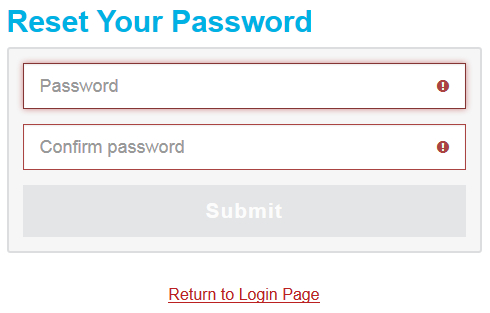 Reset Your Password
Password
Confirm password
Submit
Return to Login Page